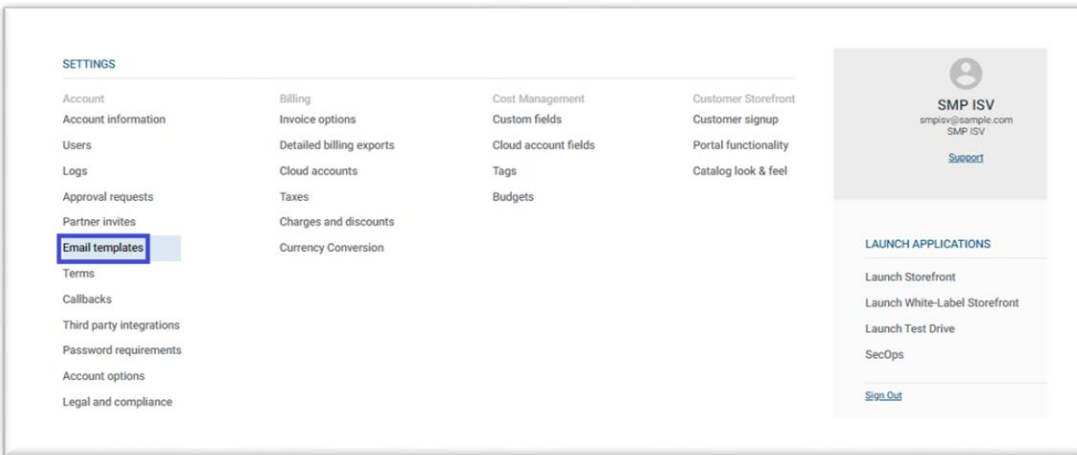 SETTINGS
Account
Account information
Users
Logs
Approval requests
Partner invites
Email templates
Terms
Callbacks
Third party integrations
Password requirements
Account options
Legal and compliance
Billing
Invoice options
Detailed billing exports
Cloud accounts
Taxes
Charges and discounts
Currency Conversion
Cost Management
Custom fields
Cloud account fields
Tags
Budgets
Customer Storefront
Customer signup
Portal functionality
Catalog look & feel
SMP ISV
smpisv@sample.com
SMP ISV
Support
LAUNCH APPLICATIONS
Launch Storefront
Launch White-Label Storefront
Launch Test Drive
SecOps
Sign Out